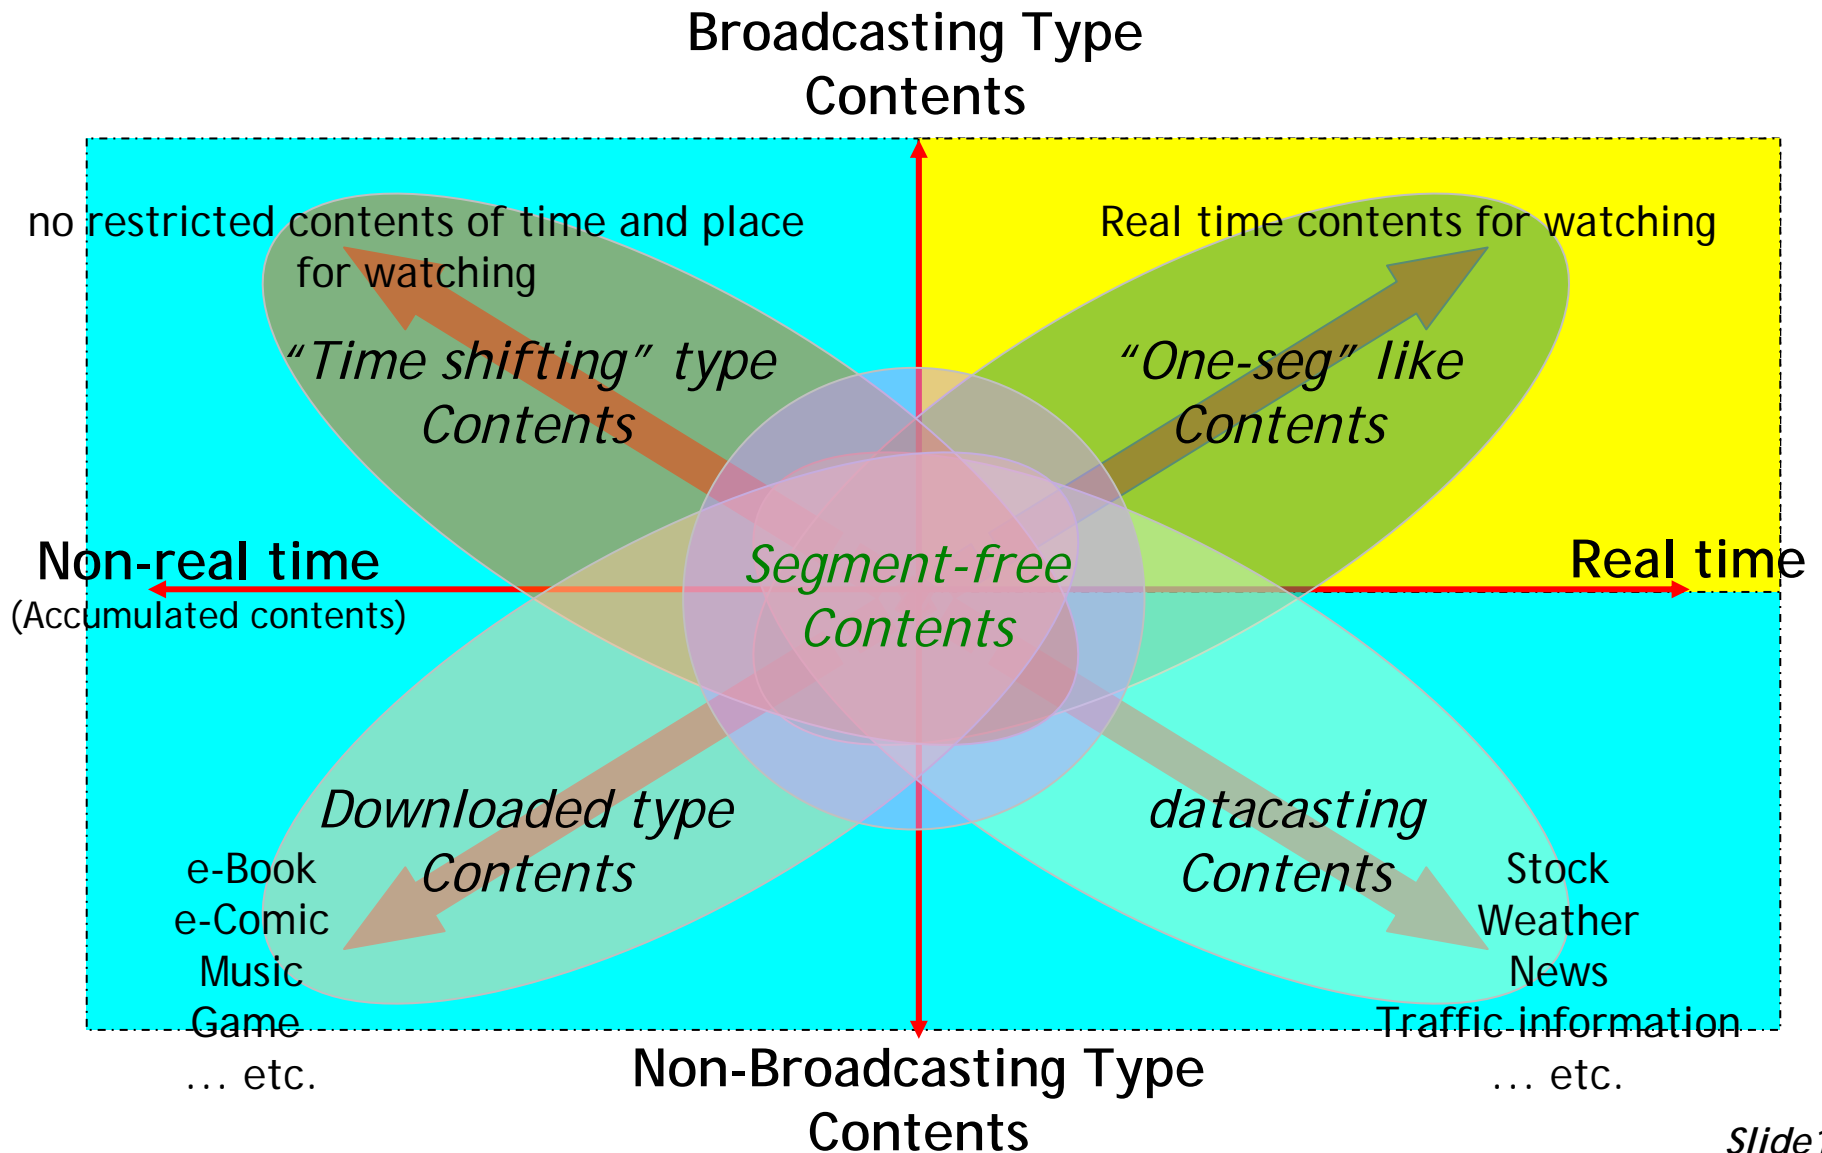 Broadcasting Type
Contents
no restricted contents of time and place
for watching
Real time contents for watching
“Time shifting” type
Contents
“One-seg” like
Contents
Non-real time
(Accumulated contents)
Segment-free
Contents
Real time
Downloaded type
Contents
datacasting
Contents
e-Book
e-Comic
Music
Game
... etc.
Stock
Weather
News
Traffic information
... etc.
Non-Broadcasting Type
Contents
Slide1